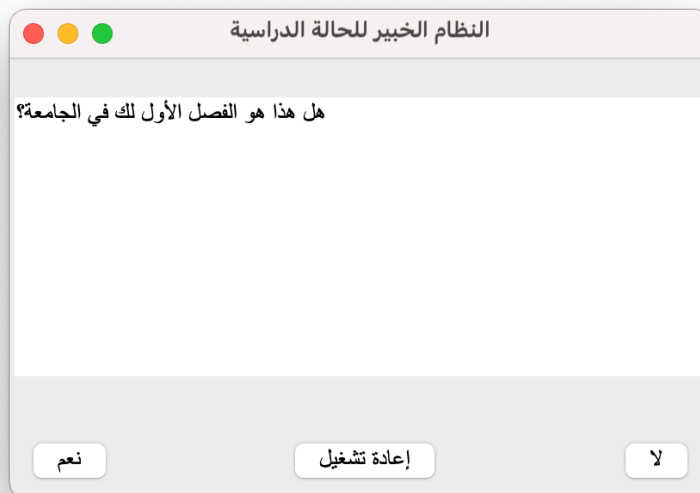 النظام الخبير للحالة الدراسية
هل هذا هو الفصل الأول لك في الجامعة؟
لا
إعادة تشغيل
نعم